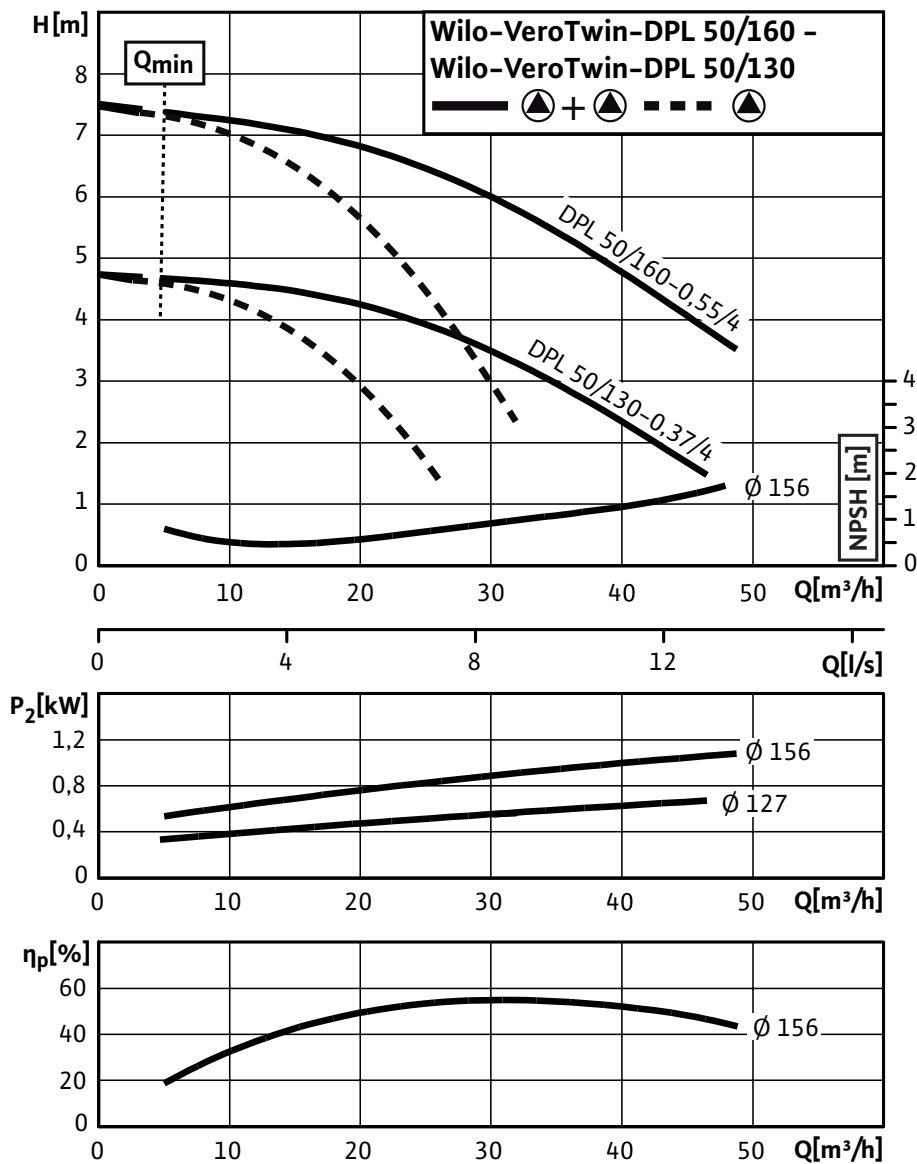 H[m]
Wilo-VeroTwin-DPL 50/160 –
Wilo-VeroTwin-DPL 50/130
+
Qmin
8
7
6
5
4
3
2
1
0
DPL 50/160-0,55/4
DPL 50/130-0,37/4
Ø 156
4
3
2
1
0
NPSH [m]
0 10 20 30 40 50 Q[m³/h]
0 4 8 12 Q[l/s]
P₂[kW]
1,2
0,8
0,4
0
Ø 156
Ø 127
0 10 20 30 40 50 Q[m³/h]
ηp[%]
60
40
20
0
Ø 156
0 10 20 30 40 50 Q[m³/h]